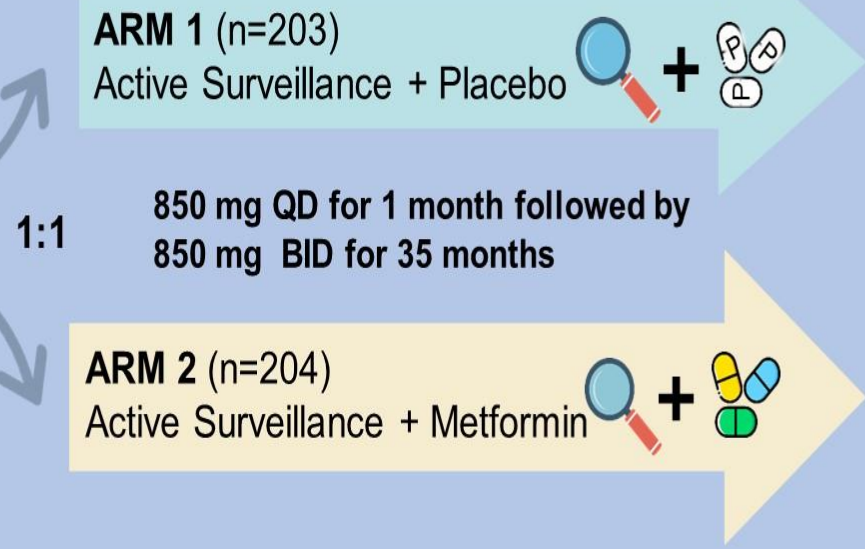 ARM 1 (n=203)
Active Surveillance + Placebo
+
P P
P
1:1
850 mg QD for 1 month followed by
850 mg BID for 35 months
ARM 2 (n=204)
Active Surveillance + Metformin
+